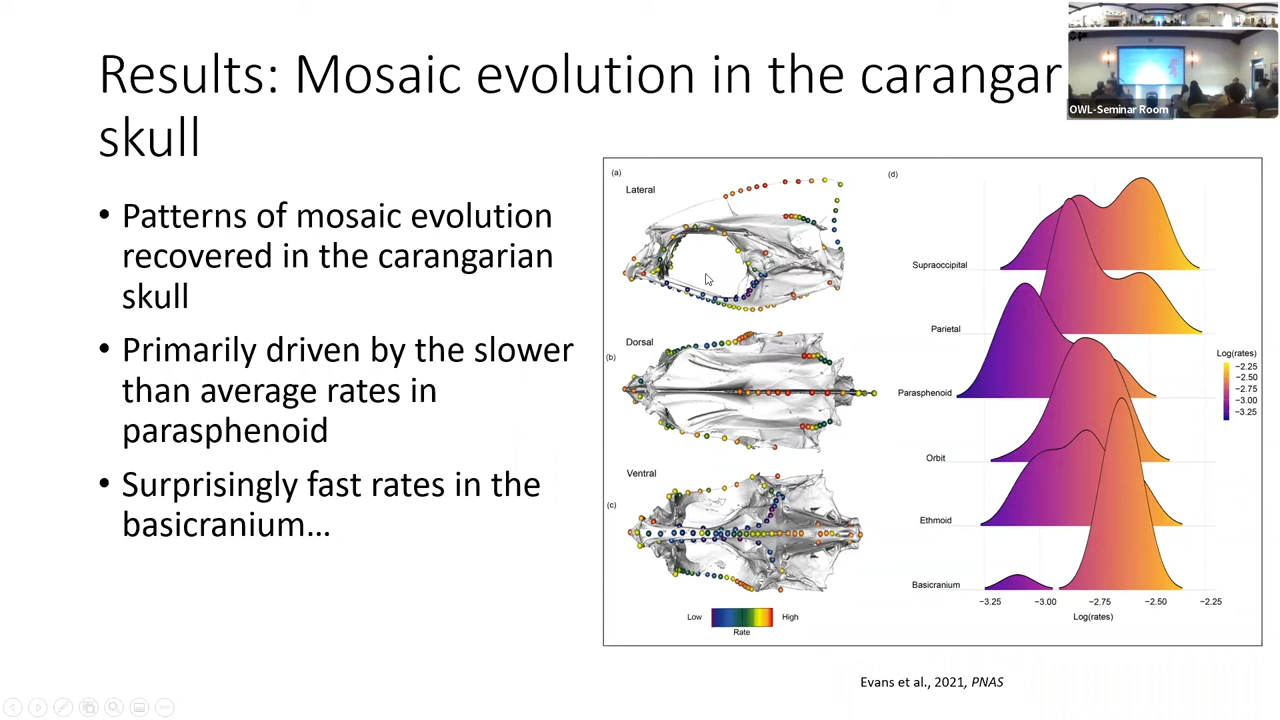 Results: Mosaic evolution in the carangar
skull
OWL-Seminar Room
• Patterns of mosaic evolution
recovered in the carangarian
skull
• Primarily driven by the slower
than average rates in
parasphenoid
• Surprisingly fast rates in the
basicranium...
(a)
Lateral
(b)
Dorsal
(c)
Ventral
Low
High
Rate
(d)
Supraoccipital
Parietal
Parasphenoid
Orbit
Ethmoid
Basicranium
−3.25 −3.00 −2.75 −2.50 −2.25
Log(rates)
Log(rates)
−2.25
−2.50
−2.75
−3.00
−3.25
Evans et al., 2021, PNAS